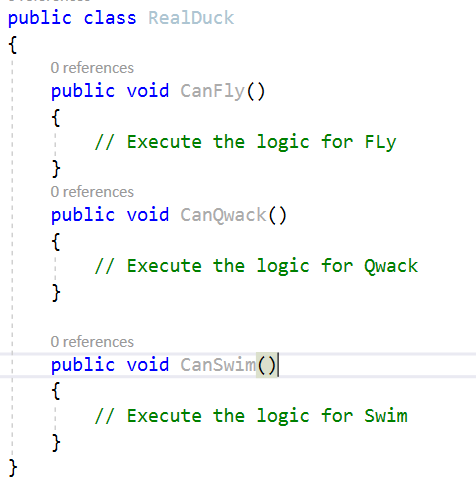 public class RealDuck
{
0 references
public void CanFly()
{
// Execute the logic for FLy
}
0 references
public void CanQwack()
{
// Execute the logic for Qwack
}
0 references
public void CanSwim()
{
// Execute the logic for Swim
}
}